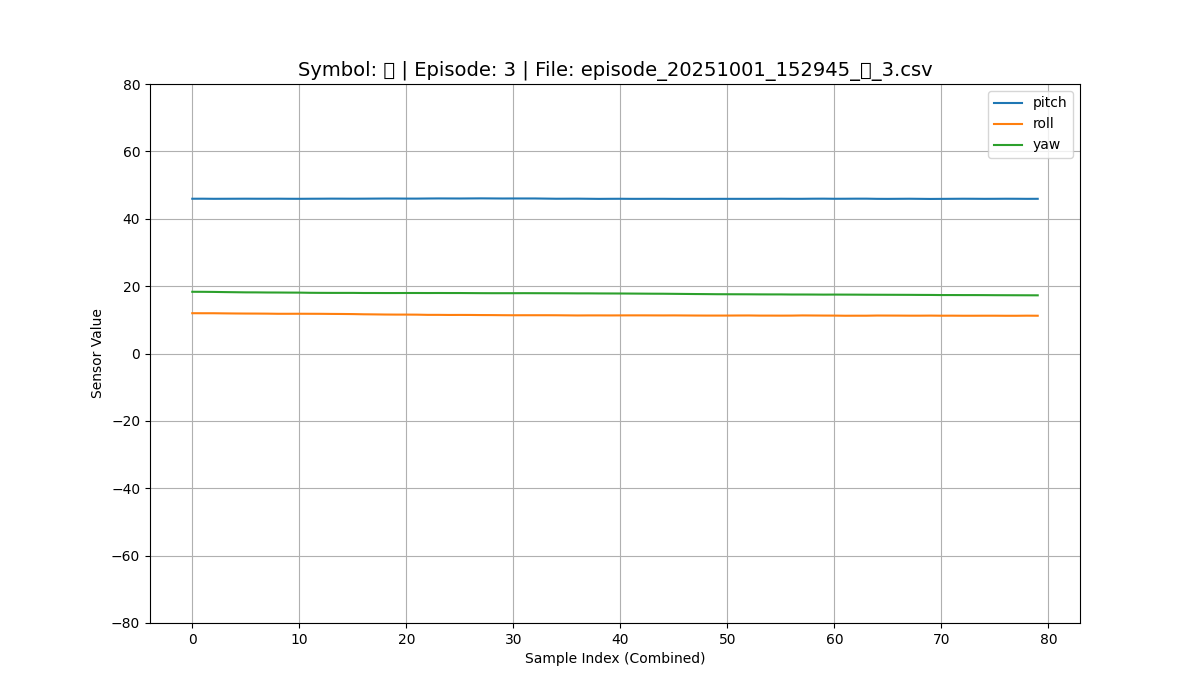 Symbol: | Episode: 3 | File: episode_20251001_152945_ _3.csv
80
60
40
20
0
−20
−40
−60
−80
Sensor Value
pitch
roll
yaw
0 10 20 30 40 50 60 70 80
Sample Index (Combined)